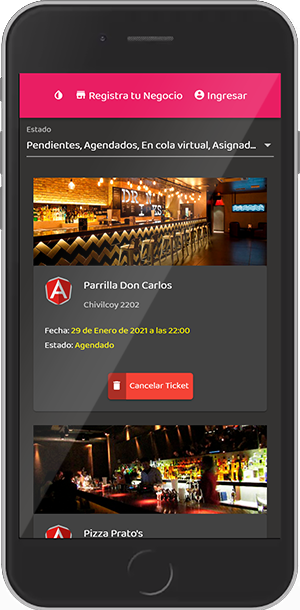 Registra tu Negocio Ingresar
Estado
Pendientes, Agendados, En cola virtual, Asignad...
DRINK
Parrilla Don Carlos
Chivilcoy 2202
Fecha: 29 de Enero de 2021 a las 22:00
Estado: Agendado
Cancelar Ticket
Pizza Prato's